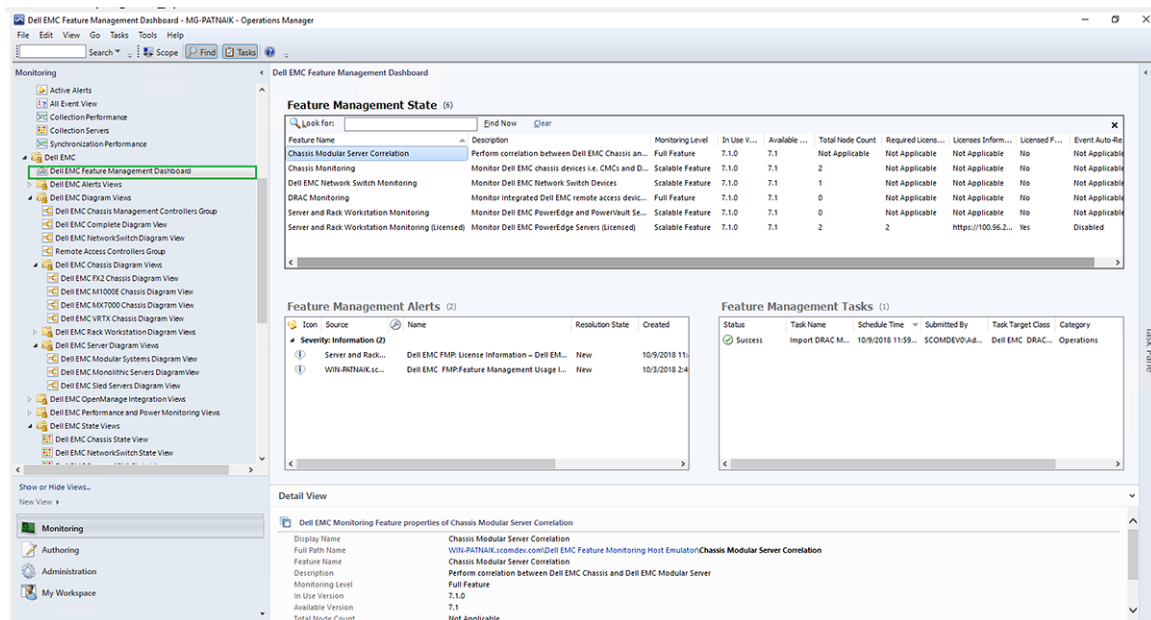 Dell EMC Feature Management Dashboard - MG-PATNAIK - Operations Manager
File Edit View Go Tasks Tools Help
Search Scope Find Tasks
Monitoring
Active Alerts
All Event View
Collection Performance
Collection Servers
Synchronization Performance
Dell EMC
Dell EMC Feature Management Dashboard
Dell EMC Alerts Views
Dell EMC Diagram Views
Dell EMC Chassis Management Controllers Group
Dell EMC Complete Diagram View
Dell EMC NetworkSwitch Diagram View
Remote Access Controllers Group
Dell EMC Chassis Diagram Views
Dell EMC FX2 Chassis Diagram View
Dell EMC M1000E Chassis Diagram View
Dell EMC MX7000 Chassis Diagram View
Dell EMC VRTX Chassis Diagram View
Dell EMC Rack Workstation Diagram Views
Dell EMC Server Diagram Views
Dell EMC Modular Systems Diagram View
Dell EMC Monolithic Servers DiagramView
Dell EMC Sled Servers Diagram View
Dell EMC OpenManage Integration Views
Dell EMC Performance and Power Monitoring Views
Dell EMC State Views
Dell EMC Chassis State View
Dell EMC NetworkSwitch State View
Show or Hide Views...
New View
Monitoring
Authoring
Administration
My Workspace
Dell EMC Feature Management Dashboard
Feature Management State (6)
Look for: Find Now Clear
Feature Name Description Monitoring Level In Use V... Available ... Total Node Count Required Licens... Licenses Inform... Licensed F... Event Auto-Re
Chassis Modular Server Correlation Perform correlation between Dell EMC Chassis an... Full Feature 7.1.0 7.1 Not Applicable Not Applicable Not Applicable No Not Applicable
Chassis Monitoring Monitor Dell EMC chassis devices i.e. CMCs and D... Scalable Feature 7.1.0 7.1 2 Not Applicable Not Applicable No Not Applicable
Dell EMC Network Switch Monitoring Monitor Dell EMC Network Switch Devices Scalable Feature 7.1.0 7.1 1 Not Applicable Not Applicable No Not Applicable
DRAC Monitoring Monitor Integrated Dell EMC remote access devic... Full Feature 7.1.0 7.1 0 Not Applicable Not Applicable No Not Applicable
Server and Rack Workstation Monitoring Monitor Dell EMC PowerEdge and PowerVault Se... Scalable Feature 7.1.0 7.1 0 Not Applicable Not Applicable No Not Applicable
Server and Rack Workstation Monitoring (Licensed) Monitor Dell EMC PowerEdge Servers (Licensed) Scalable Feature 7.1.0 7.1 2 2 https://100.96.2... Yes Disabled
Feature Management Alerts (2)
Icon Source Name Resolution State Created
Severity: Information (2)
Server and Rack... Dell EMC FMP: License Information – Dell EM... New 10/9/2018 11:
WIN-PATNAIK.sc... Dell EMC FMP:Feature Management Usage I... New 10/3/2018 2:4
Feature Management Tasks (1)
Status Task Name Schedule Time Submitted By Task Target Class Category
Success Import DRAC M... 10/9/2018 11:59... SCOMDEV0\Ad... Dell EMC DRAC... Operations
Task Pane
Detail View
Dell EMC Monitoring Feature properties of Chassis Modular Server Correlation
Display Name Chassis Modular Server Correlation
Full Path Name WIN-PATNAIK.scomdev.com\Dell EMC Feature Monitoring Host Emulator\Chassis Modular Server Correlation
Feature Name Chassis Modular Server Correlation
Description Perform correlation between Dell EMC Chassis and Dell EMC Modular Server
Monitoring Level Full Feature
In Use Version 7.1.0
Available Version 7.1
Total Node Count Not Applicable